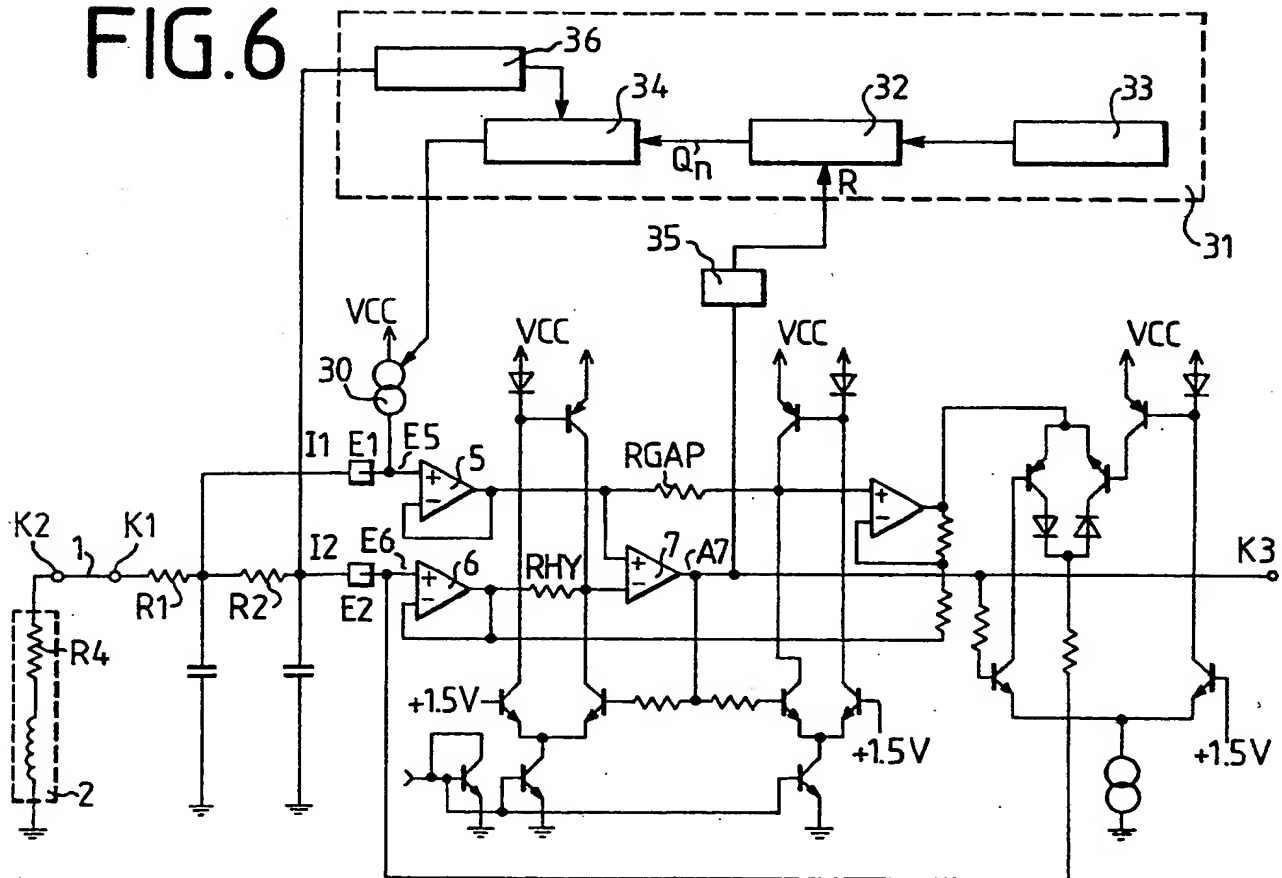 FIG.6
36
34
32
33
Q'n
R
31
35
VCC
VCC
VCC
VCC
30
I1
E1
E5
5
RGAP
K2
1
K1
I2
E6
6
RHY
7
A7
K3
R1
R2
E2
R4
+1.5V
+1.5V
+1.5V
2